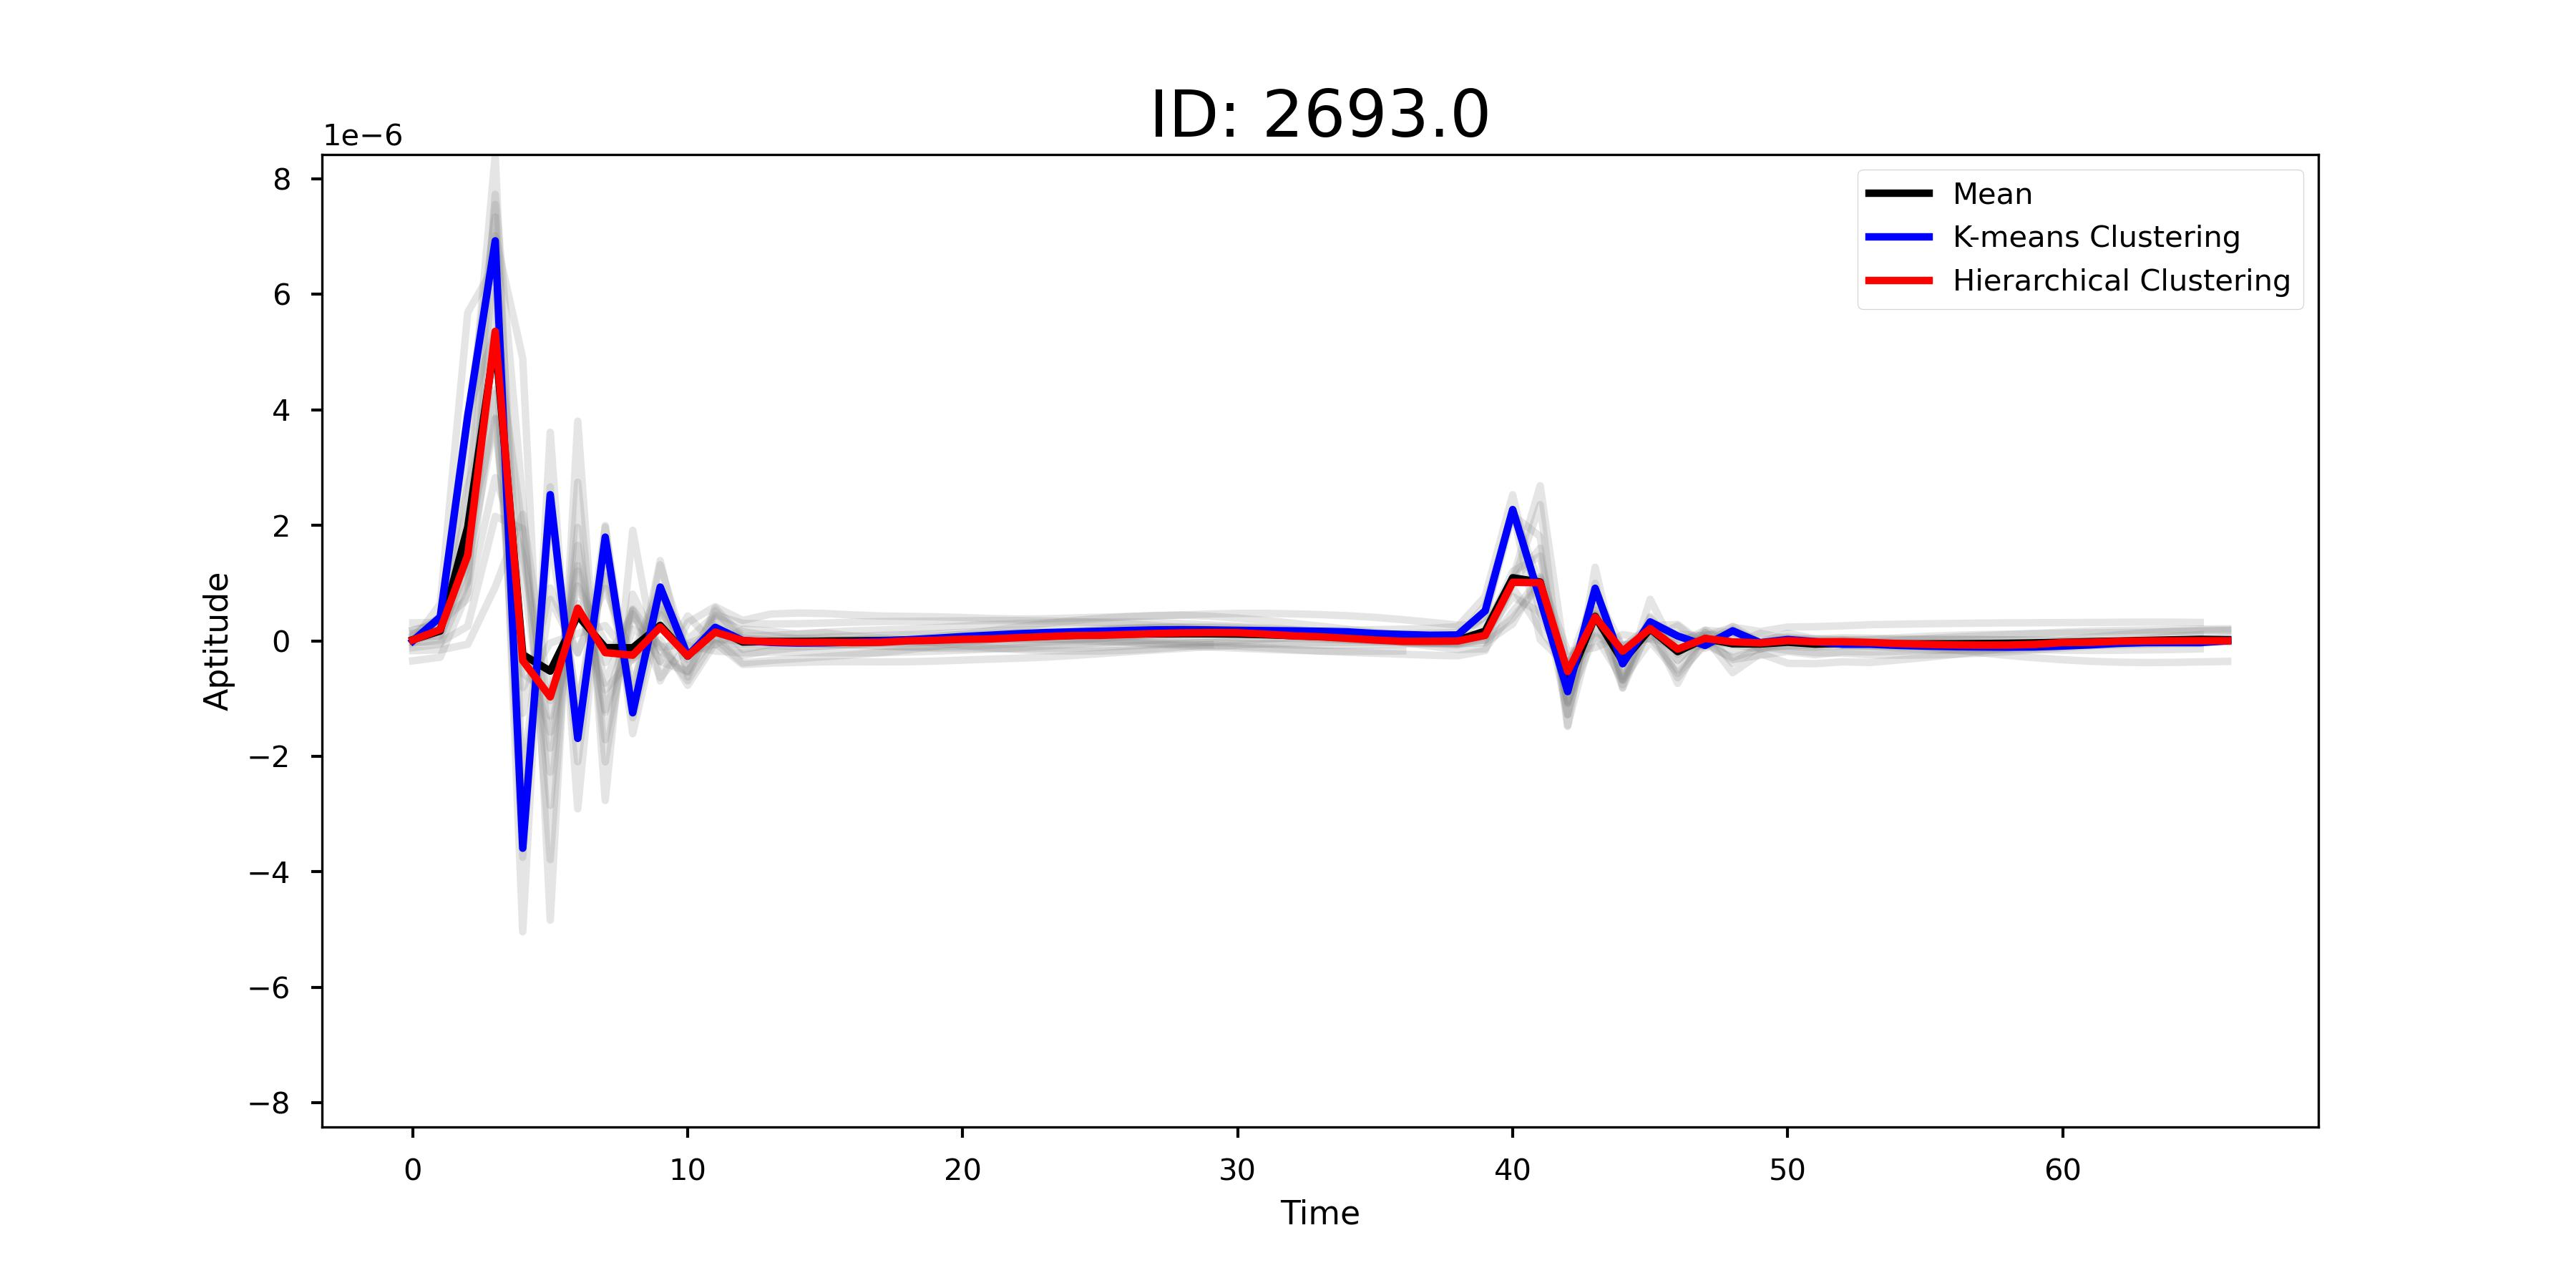 ID: 2693.0
1e−6
8
6
4
2
0
−2
−4
−6
−8
Aptitude
Mean
K-means Clustering
Hierarchical Clustering
0 10 20 30 40 50 60
Time